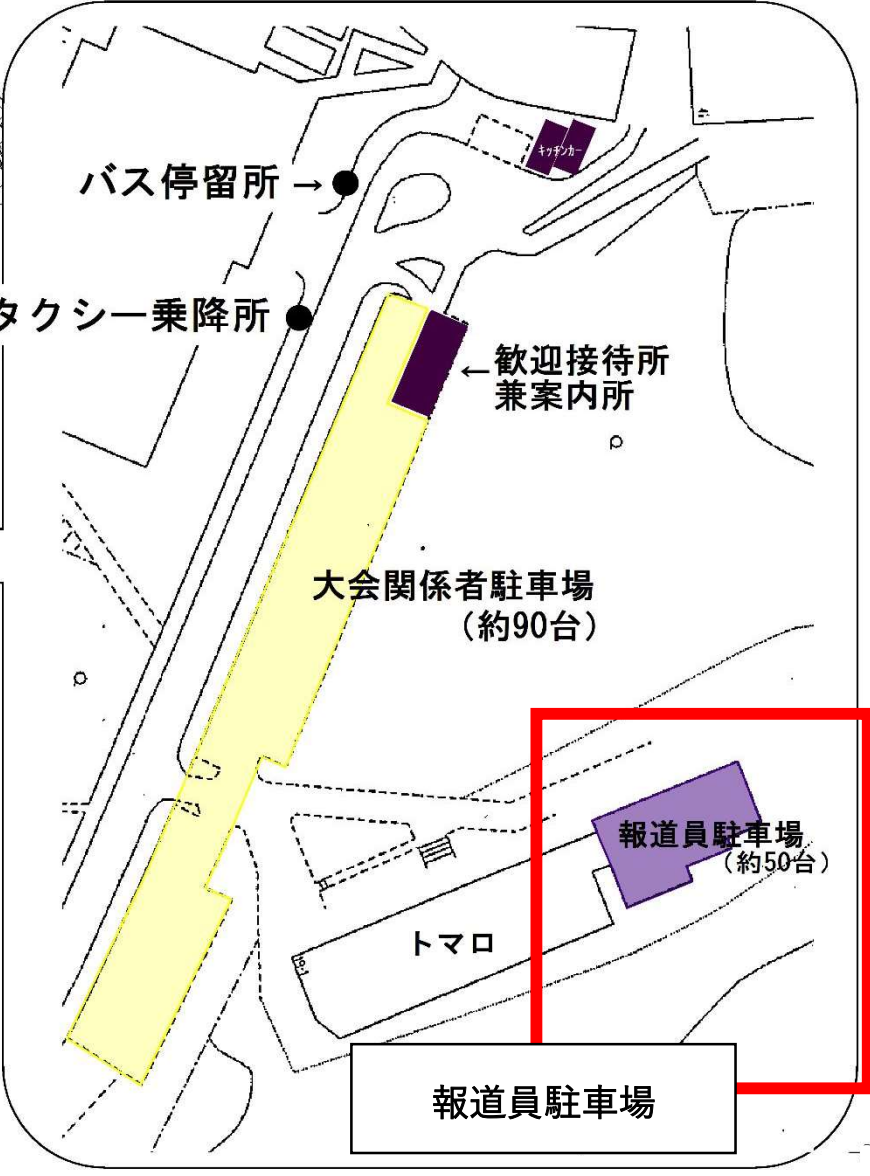 キッチンカー
バス停留所→
タクシー乗降所
←歓迎接待所
兼案内所
大会関係者駐車場
（約90台）
報道員駐車場
（約50台）
トマロ
報道員駐車場